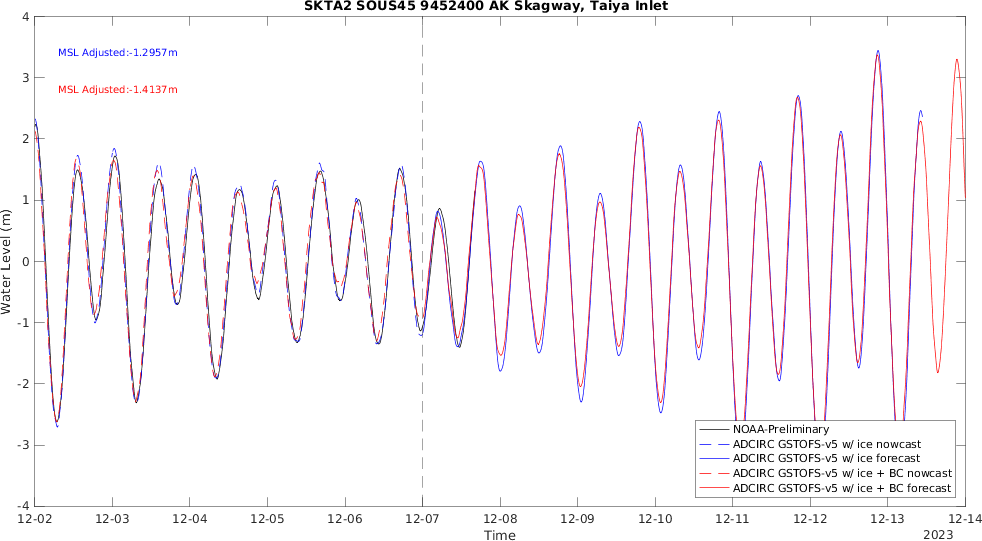 SKTA2 SOUS45 9452400 AK Skagway, Taiya Inlet
4
3
2
1
0
-1
-2
-3
-4
Water Level (m)
MSL Adjusted:-1.2957m
MSL Adjusted:-1.4137m
NOAA-Preliminary
ADCIRC GSTOFS-v5 w/ ice nowcast
ADCIRC GSTOFS-v5 w/ ice forecast
ADCIRC GSTOFS-v5 w/ ice + BC nowcast
ADCIRC GSTOFS-v5 w/ ice + BC forecast
12-02 12-03 12-04 12-05 12-06 12-07 12-08 12-09 12-10 12-11 12-12 12-13 12-14
Time
2023